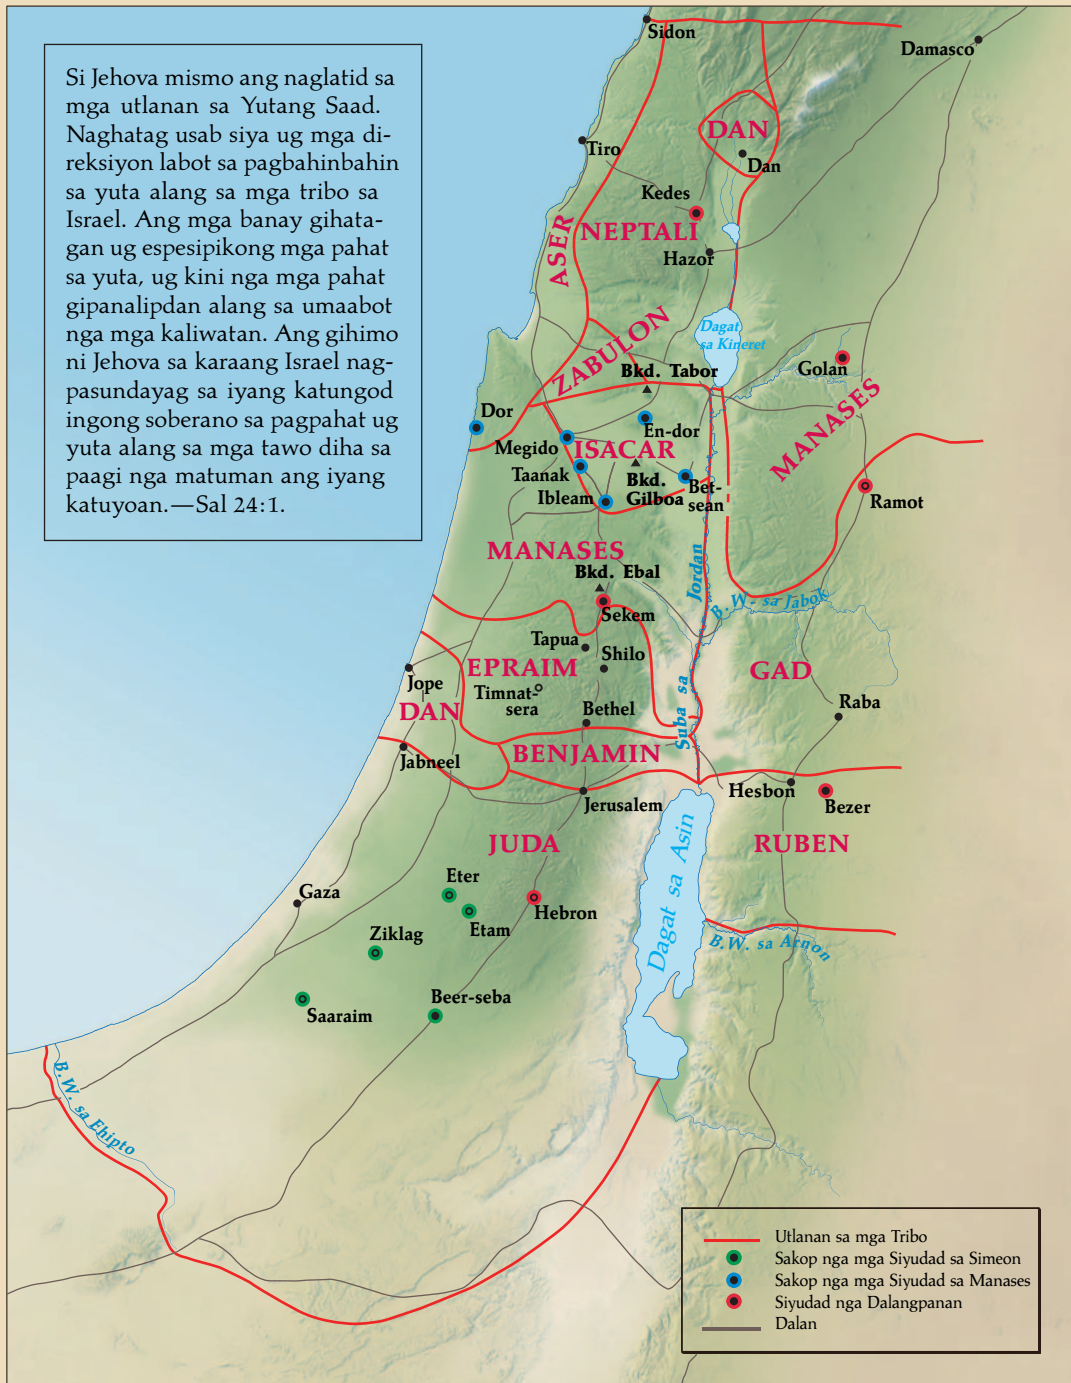 Si Jehova mismo ang naglatid sa
mga utlanan sa Yutang Saad.
Naghatag usab siya ug mga di-
reksiyon labot sa pagbahinbahin
sa yuta alang sa mga tribo sa
Israel. Ang mga banay gihata-
gan ug espesipikong mga pahat
sa yuta, ug kini nga mga pahat
gipanalipdan alang sa umaabot
nga mga kaliwatan. Ang gihimo
ni Jehova sa karaang Israel nag-
pasundayag sa iyang katungod
ingong soberano sa pagpahat ug
yuta alang sa mga tawo diha sa
paagi nga matuman ang iyang
katuyoan.—Sal 24:1.
Sidon
Damasco
DAN
Tiro
Dan
Kedes
NEPTALI
ASER
Hazor
Dagat
sa Kineret
ZABULON
Golan
Bkd. Tabor
MANASES
Dor
En-dor
Megido
ISACAR
Taanak
Bkd.
Gilboa
Bet-
sean
Ibleam
Ramot
MANASES
Bkd. Ebal
Suba sa Jordan
B.W. sa Jabok
Sekem
Tapua
Shilo
EPRAIM
GAD
Jope
Timnat-
sera
DAN
Bethel
Raba
BENJAMIN
Jabneel
Hesbon
Jerusalem
Bezer
JUDA
RUBEN
Dagat sa Asin
Eter
Gaza
Hebron
Etam
Ziklag
B.W. sa Arnon
Beer-seba
Saaraim
B.W. sa Ehipto
Utlanan sa mga Tribo
Sakop nga mga Siyudad sa Simeon
Sakop nga mga Siyudad sa Manases
Siyudad nga Dalangpanan
Dalan